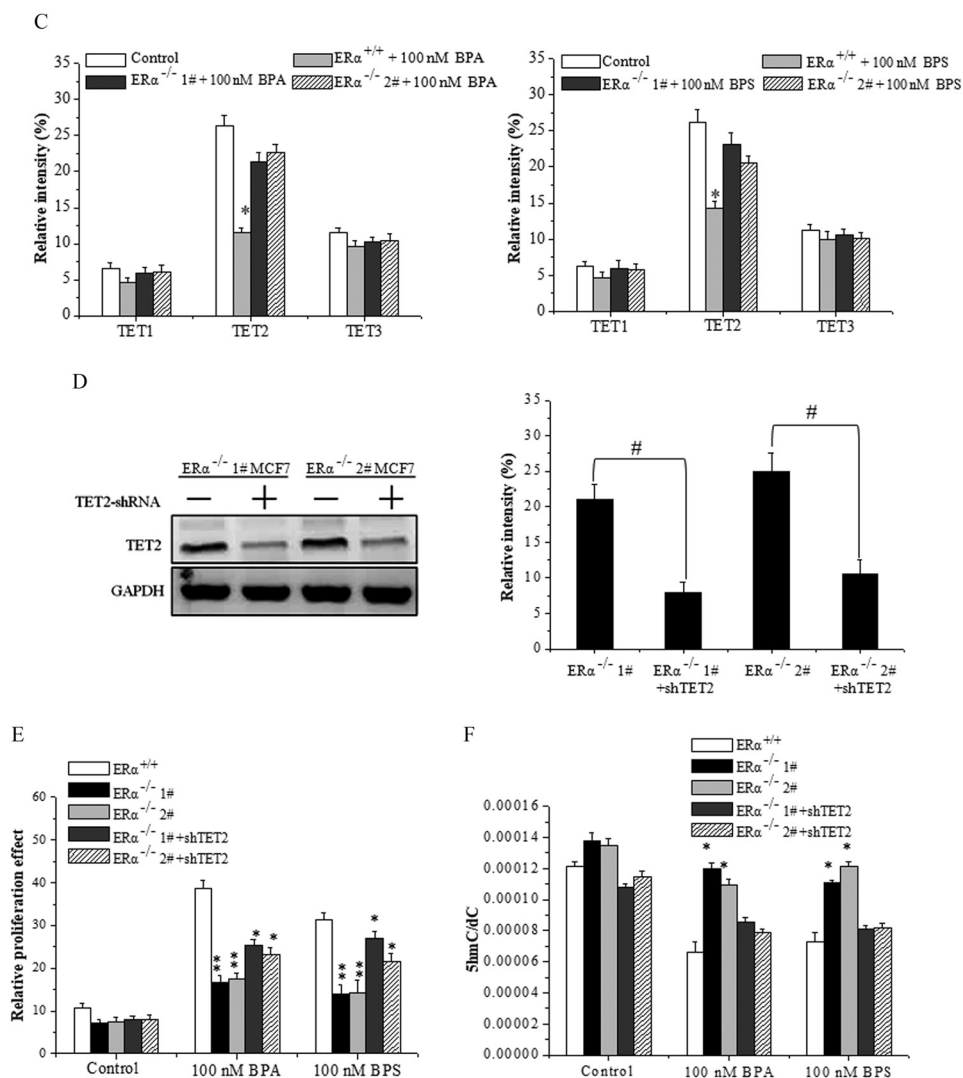 C
Control
ERα+/+ + 100 nM BPA
ERα-/- 1# + 100 nM BPA
ERα-/- 2# + 100 nM BPA
Relative intensity (%)
35
30
25
20
15
10
5
0
*
TET1 TET2 TET3
Control
ERα+/+ + 100 nM BPS
ERα-/- 1# + 100 nM BPS
ERα-/- 2# + 100 nM BPS
Relative intensity (%)
35
30
25
20
15
10
5
0
*
TET1 TET2 TET3
D
ERα-/- 1# MCF7 ERα-/- 2# MCF7
TET2-shRNA − + − +
TET2
GAPDH
Relative intensity (%)
35
30
25
20
15
10
5
0
# #
ERα-/- 1# ERα-/- 1# ERα-/- 2# ERα-/- 2#
+shTET2 +shTET2
E
ERα+/+
ERα-/- 1#
ERα-/- 2#
ERα-/- 1#+shTET2
ERα-/- 2#+shTET2
Relative proliferation effect
60
50
40
30
20
10
0
** ** * * ** ** * *
Control 100 nM BPA 100 nM BPS
F
ERα+/+
ERα-/- 1#
ERα-/- 2#
ERα-/- 1#+shTET2
ERα-/- 2#+shTET2
5hmC/dC
0.00016
0.00014
0.00012
0.00010
0.00008
0.00006
0.00004
0.00002
0.00000
* * * *
Control 100 nM BPA 100 nM BPS